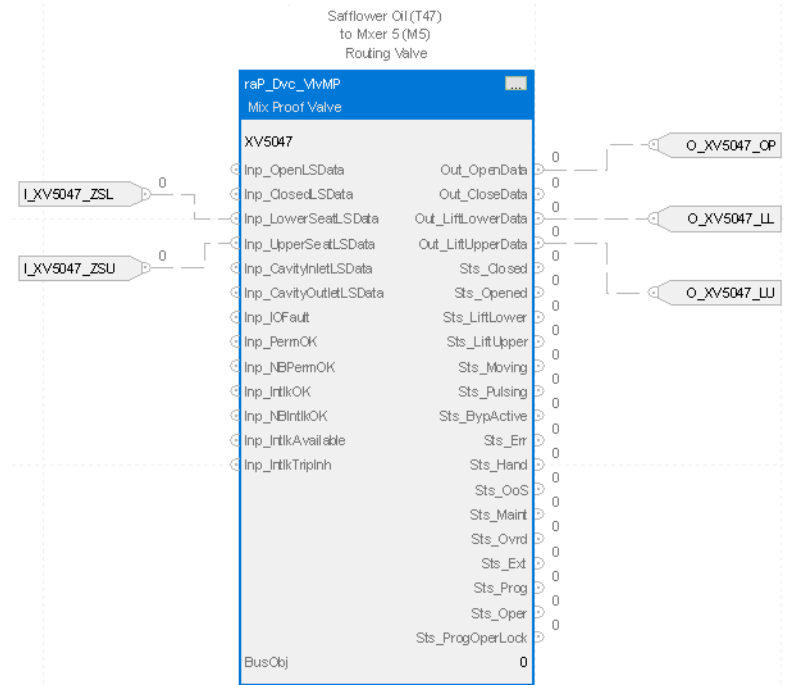 Safflower Oil (T47)
to Mxer 5 (M5)
Routing Valve
raP_Dvc_VlvMP
...
Mix Proof Valve
XV5047
Inp_OpenLSData
Out_OpenData
0
O_XV5047_OP
I_XV5047_ZSL
0
Inp_ClosedLSData
Out_CloseData
0
Inp_LowerSeatLSData
Out_LiftLowerData
0
O_XV5047_LL
I_XV5047_ZSU
0
Inp_UpperSeatLSData
Out_LiftUpperData
0
O_XV5047_LU
Inp_CavityInletLSData
Sts_Closed
0
Inp_CavityOutletLSData
Sts_Opened
0
Inp_IOFault
Sts_LiftLower
0
Inp_PermOK
Sts_LiftUpper
0
Inp_NBPermOK
Sts_Moving
0
Inp_IntlkOK
Sts_Pulsing
0
Inp_NBIntlkOK
Sts_BypActive
0
Inp_IntlkAvailable
Sts_Err
0
Inp_IntlkTripInh
Sts_Hand
0
Sts_OoS
0
Sts_Maint
0
Sts_Ovrd
0
Sts_Ext
0
Sts_Prog
0
Sts_Oper
0
Sts_ProgOperLock
0
BusObj
0